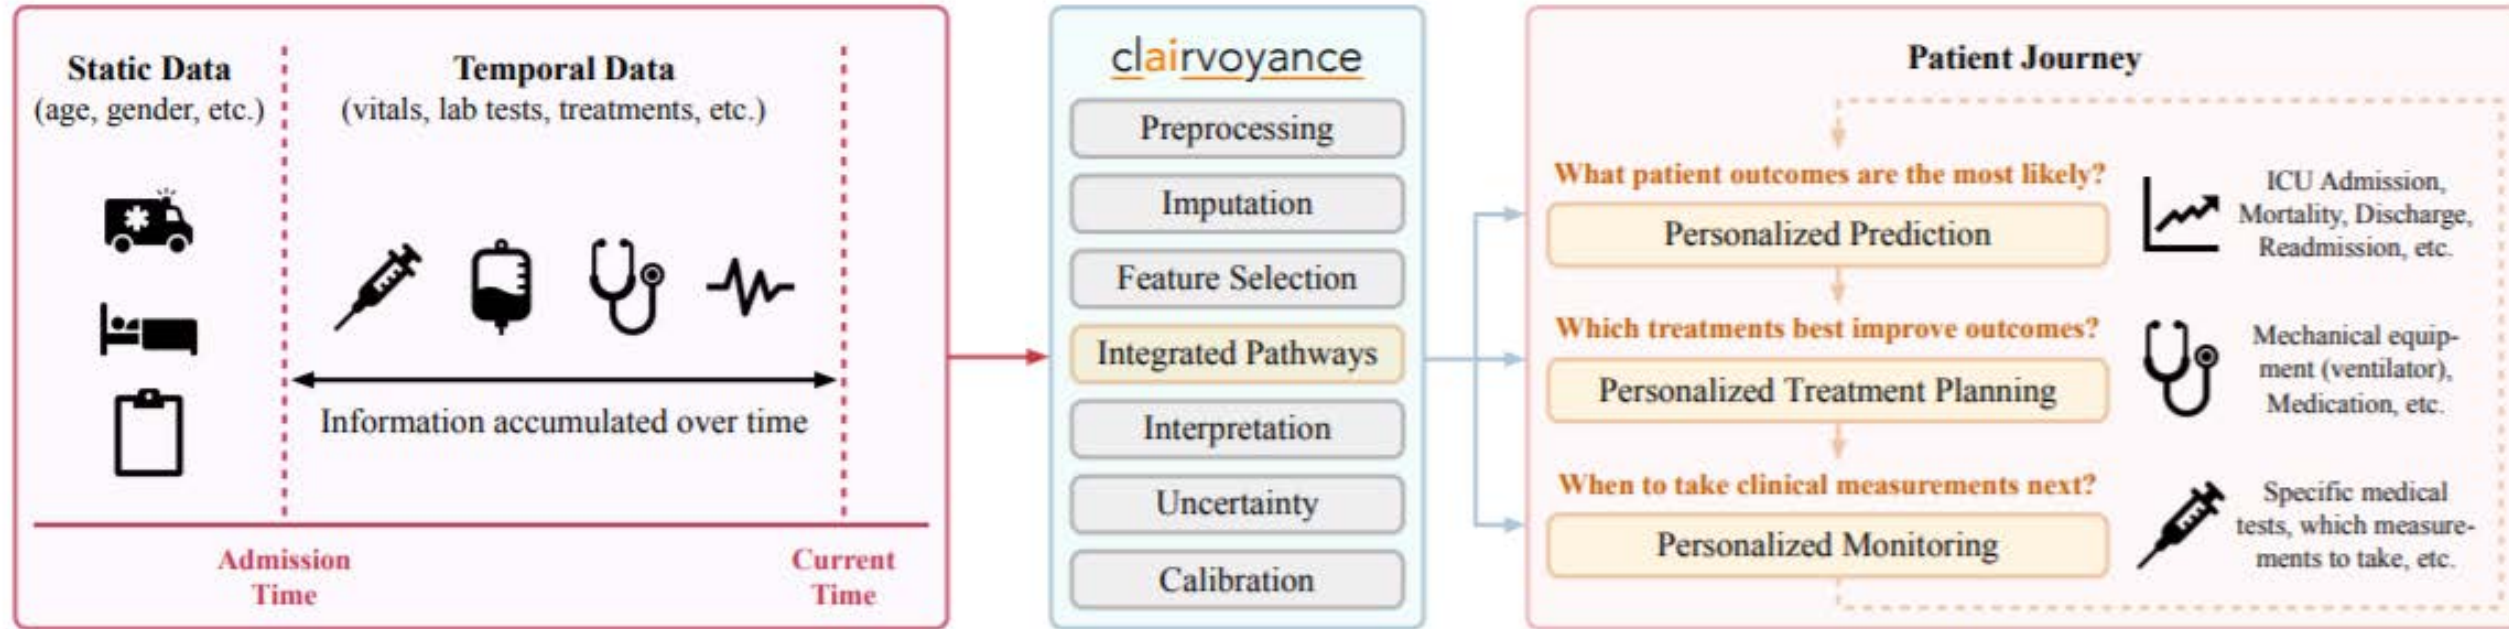 Static Data
(age, gender, etc.)
Temporal Data
(vitals, lab tests, treatments, etc.)
Information accumulated over time
Admission
Time
Current
Time
clairvoyance
Preprocessing
Imputation
Feature Selection
Integrated Pathways
Interpretation
Uncertainty
Calibration
Patient Journey
What patient outcomes are the most likely?
Personalized Prediction
ICU Admission,
Mortality, Discharge,
Readmission, etc.
Which treatments best improve outcomes?
Personalized Treatment Planning
Mechanical equip-
ment (ventilator),
Medication, etc.
When to take clinical measurements next?
Personalized Monitoring
Specific medical
tests, which measure-
ments to take, etc.